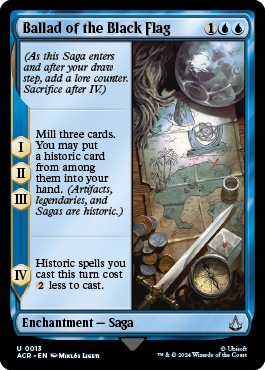 Ballad of the Black Flag 1
(As this Saga enters
and after your draw
step, add a lore counter.
Sacrifice after IV.)
I
II
III
Mill three cards.
You may put
a historic card
from among
them into your
hand. (Artifacts,
legendaries, and
Sagas are historic.)
IV
Historic spells you
cast this turn cost
2 less to cast.
Enchantment — Saga
U 0013
ACR • EN Miklós Ligeti
© Ubisoft
™ & © 2024 Wizards of the Coast